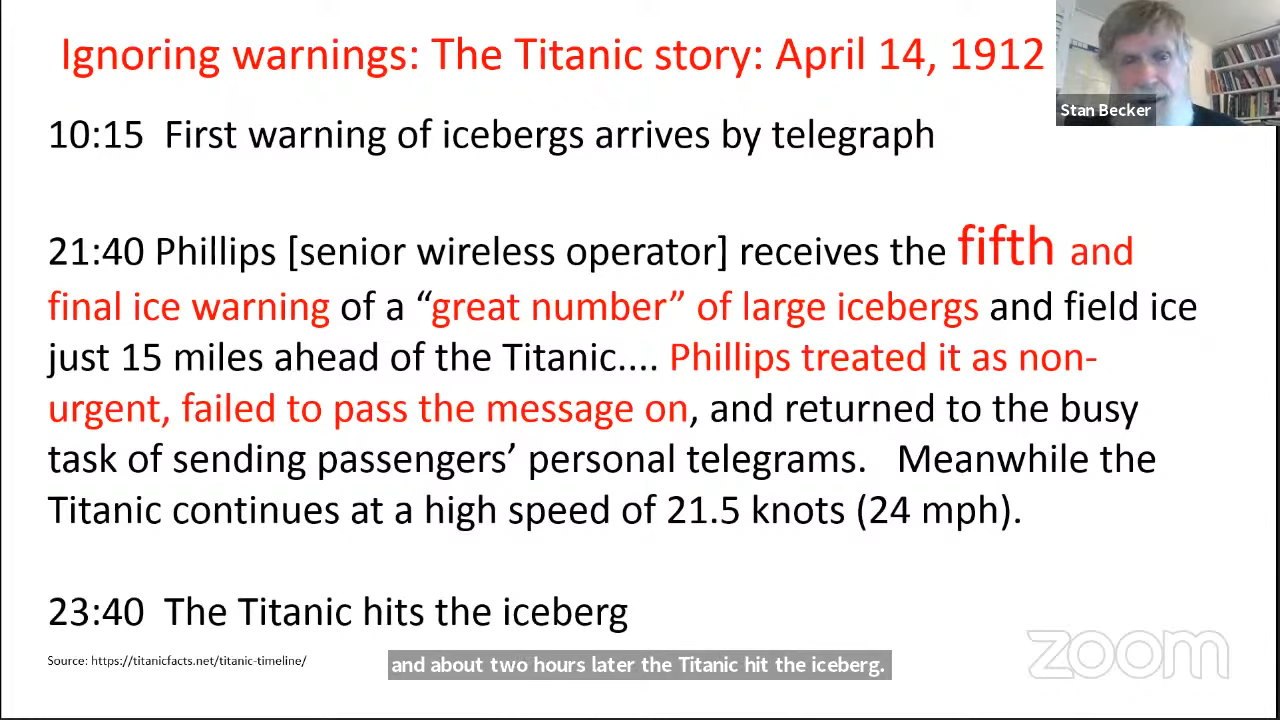 Ignoring warnings: The Titanic story: April 14, 1912
Stan Becker
10:15 First warning of icebergs arrives by telegraph
21:40 Phillips [senior wireless operator] receives the fifth and
final ice warning of a “great number” of large icebergs and field ice
just 15 miles ahead of the Titanic.... Phillips treated it as non-
urgent, failed to pass the message on, and returned to the busy
task of sending passengers’ personal telegrams. Meanwhile the
Titanic continues at a high speed of 21.5 knots (24 mph).
23:40 The Titanic hits the iceberg
Source: https://titanicfacts.net/titanic-timeline/
and about two hours later the Titanic hit the iceberg.
zoom